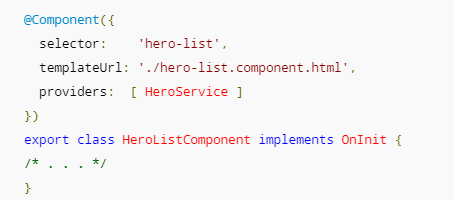 @Component({
  selector:    'hero-list',
  templateUrl: './hero-list.component.html',
  providers:  [ HeroService ]
})
export class HeroListComponent implements OnInit {
/* . . . */
}